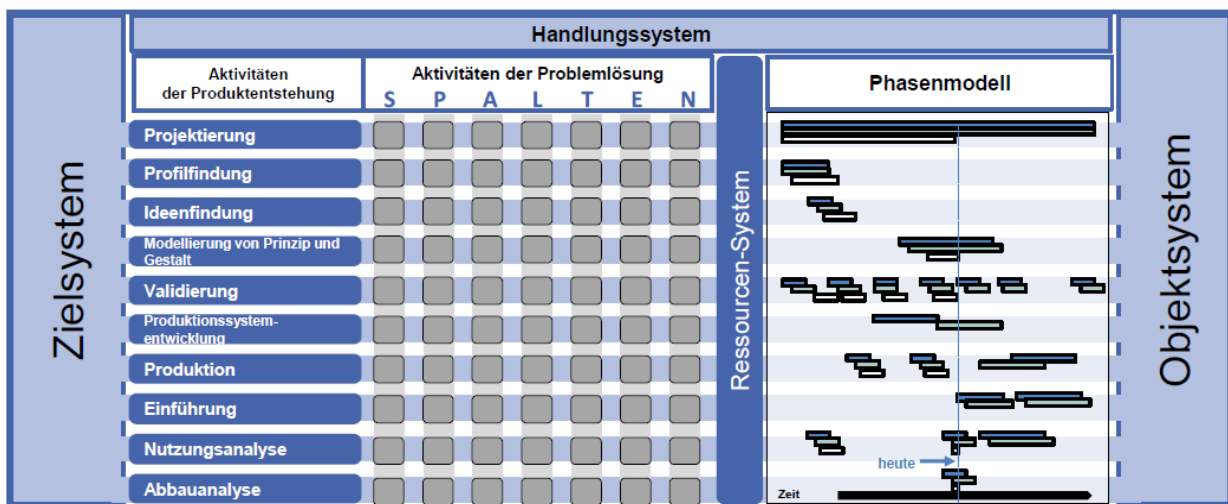 Handlungssystem
Aktivitäten
der Produktentstehung
Aktivitäten der Problemlösung
S P A L T E N
Phasenmodell
Zielsystem
Ressourcen-System
Objektsystem
Projektierung
Profilfindung
Ideenfindung
Modellierung von Prinzip und
Gestalt
Validierung
Produktionssystem-
entwicklung
Produktion
Einführung
Nutzungsanalyse
Abbauanalyse
heute
Zeit